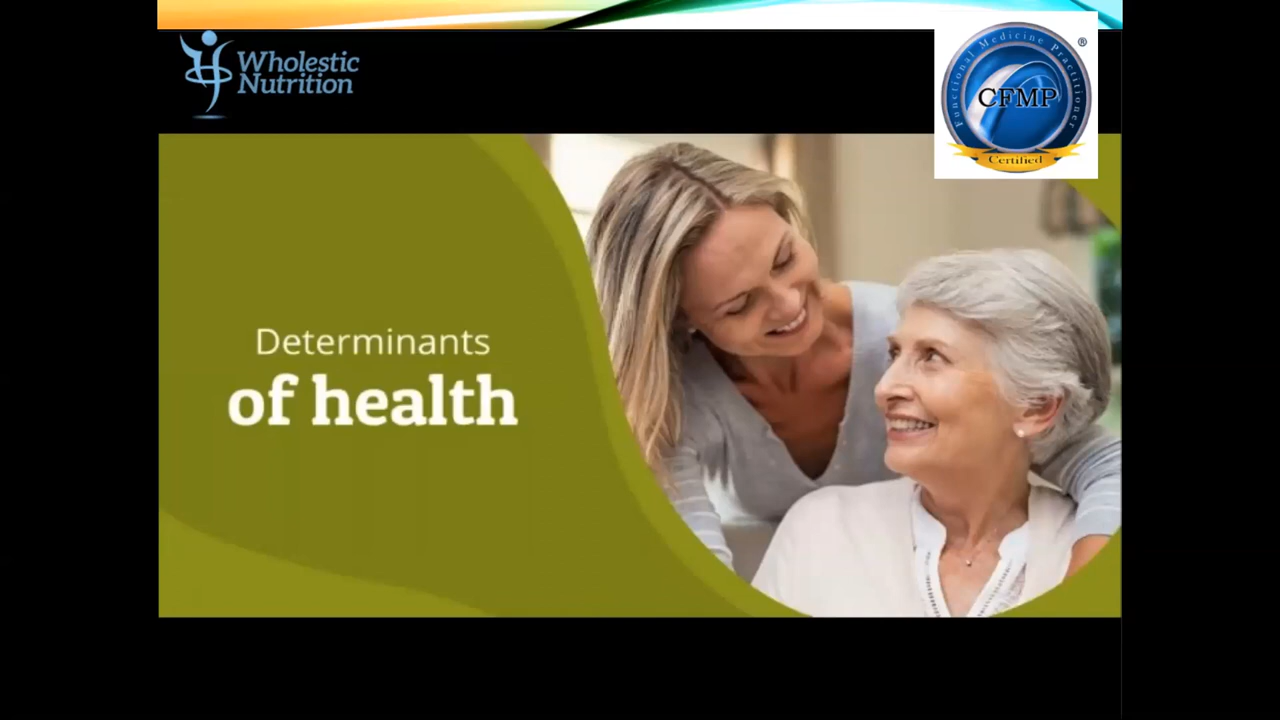 Wholestic
Nutrition
Functional Medicine Practitioner
®
CFMP
Certified
Determinants
of health